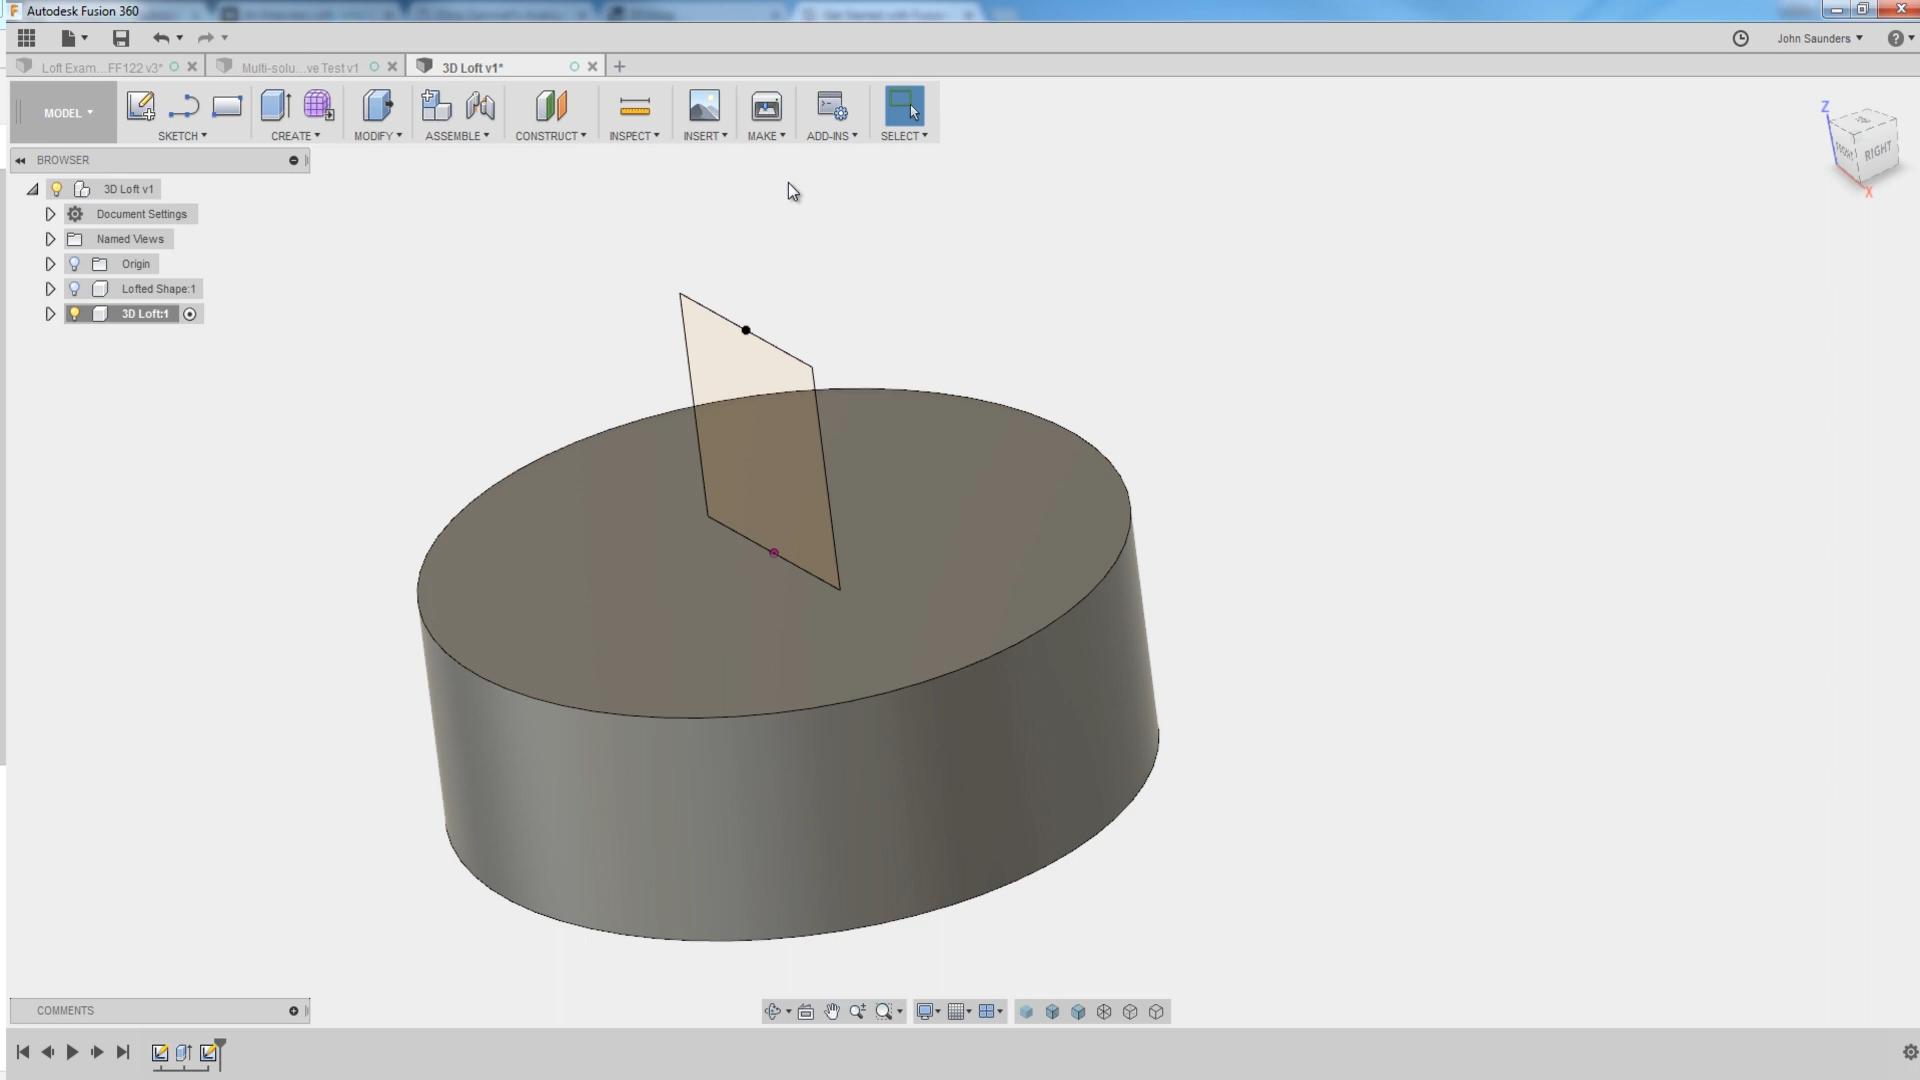 Autodesk Fusion 360
John Saunders
Loft Exam...FF122 v3*
Multi-solu...ve Test v1
3D Loft v1*
MODEL
SKETCH
CREATE
MODIFY
ASSEMBLE
CONSTRUCT
INSPECT
INSERT
MAKE
ADD-INS
SELECT
BROWSER
3D Loft v1
Document Settings
Named Views
Origin
Lofted Shape:1
3D Loft:1
Z
TOP
FRONT
RIGHT
X
COMMENTS